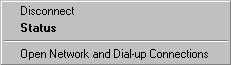 Disconnect
Status
Open Network and Dial-up Connections